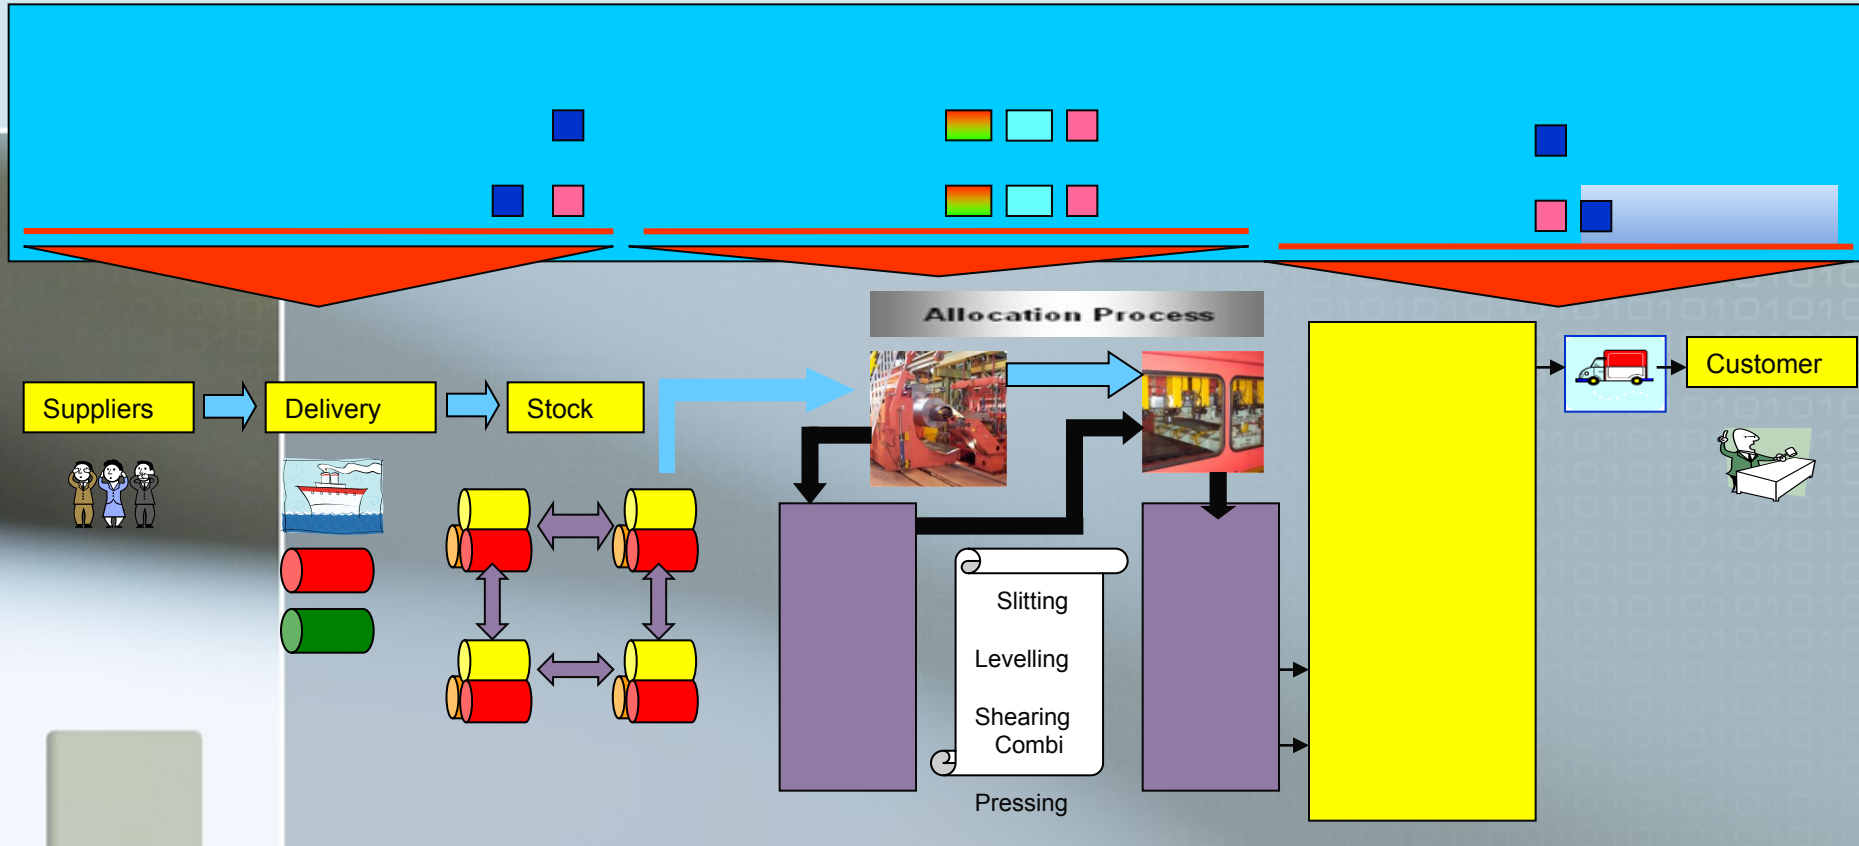 Allocation Process
Suppliers
Delivery
Stock
Customer
Slitting
Levelling
Shearing
Combi
Pressing